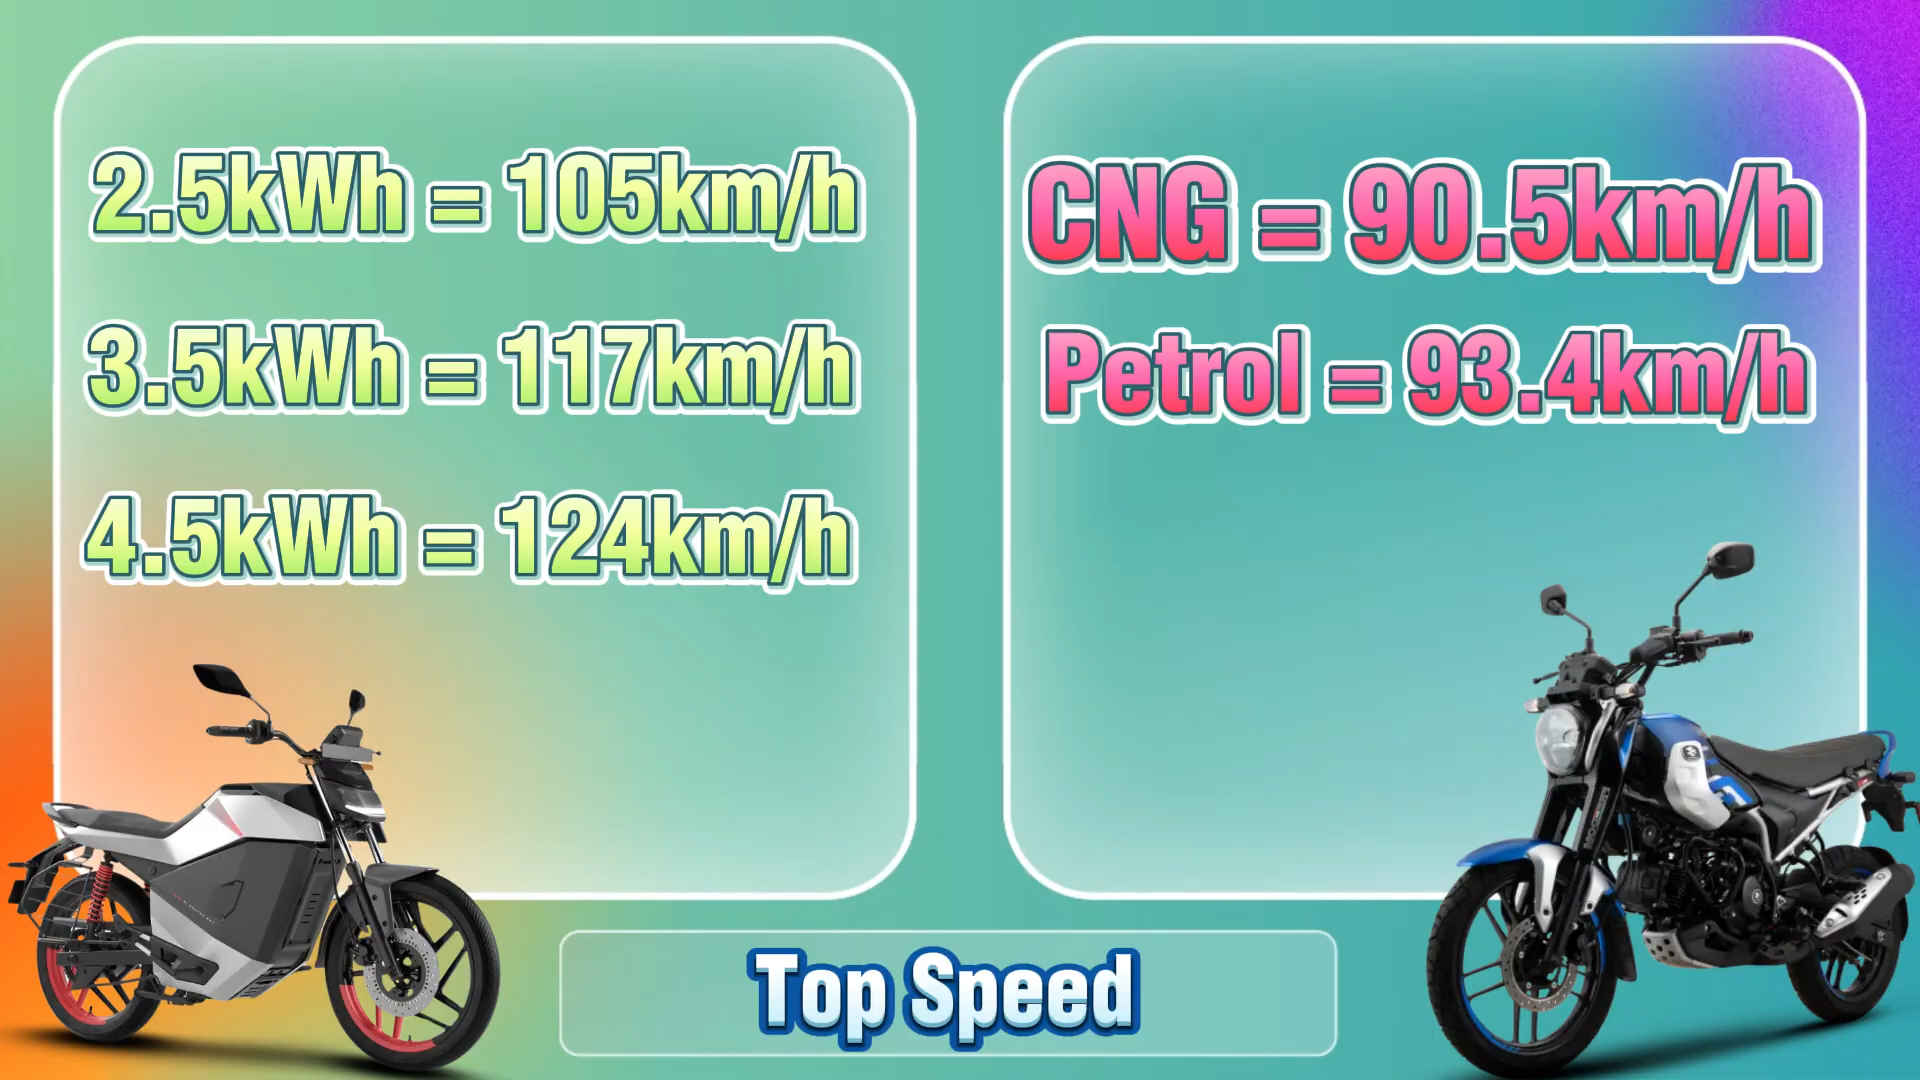 2.5kWh = 105km/h
3.5kWh = 117km/h
4.5kWh = 124km/h
CNG = 90.5km/h
Petrol = 93.4km/h
Top Speed